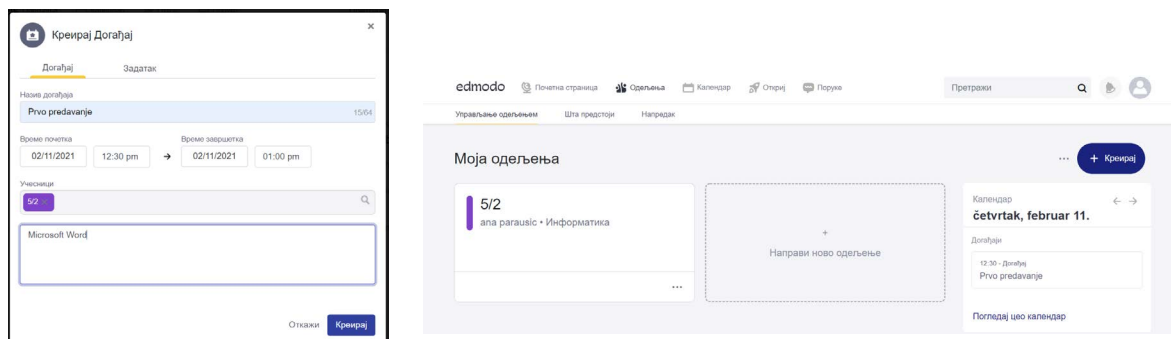 Креирај Догађај
×
Догађај Задатак
Назив догађаја
Prvo predavanje 15/64
Време почетка Време завршетка
02/11/2021 12:30 pm → 02/11/2021 01:00 pm
Учесници
5/2 ×
Microsoft Word
Откажи Креирај
edmodo Почетна страница Одељења Календар Откриј Поруке Претражи
Управљање одељењем Шта предстоји Напредак
Моја одељења
... + Креирај
5/2
ana parausic • Информатика
...
+
Направи ново одељење
Календар ← →
četvrtak, februar 11.
Догађаји
12:30 - Догађај
Prvo predavanje
Погледај цео календар